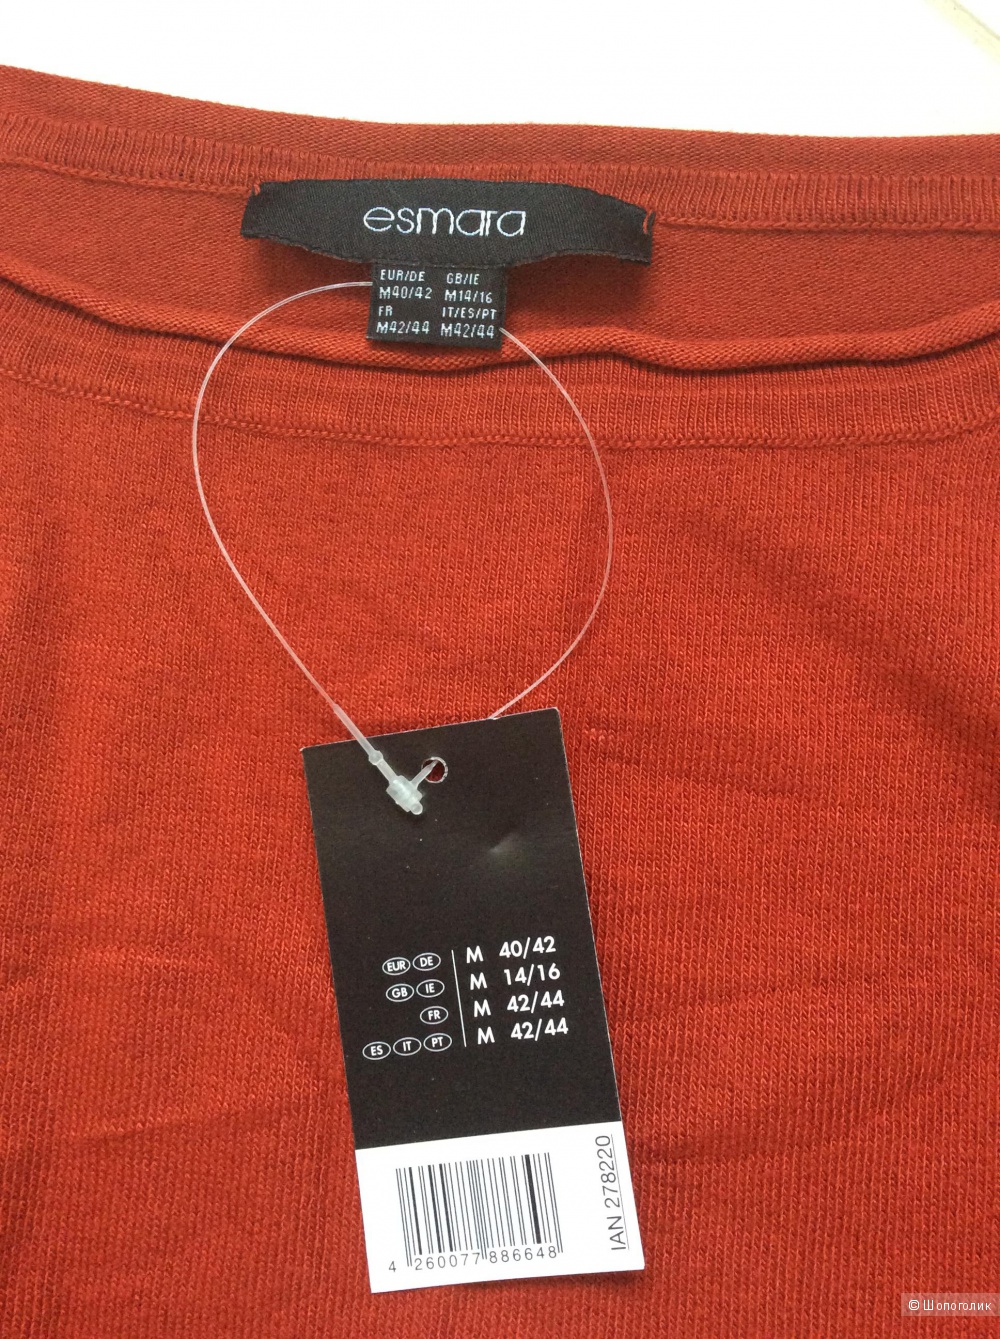 esmara
EUR/DE GB/IE
M40/42 M14/16
FR IT/ES/PT
M42/44 M42/44
EUR DE M 40/42
GB IE M 14/16
FR M 42/44
ES IT PT M 42/44
IAN 278220
4 260077 886648
© Шопоголик